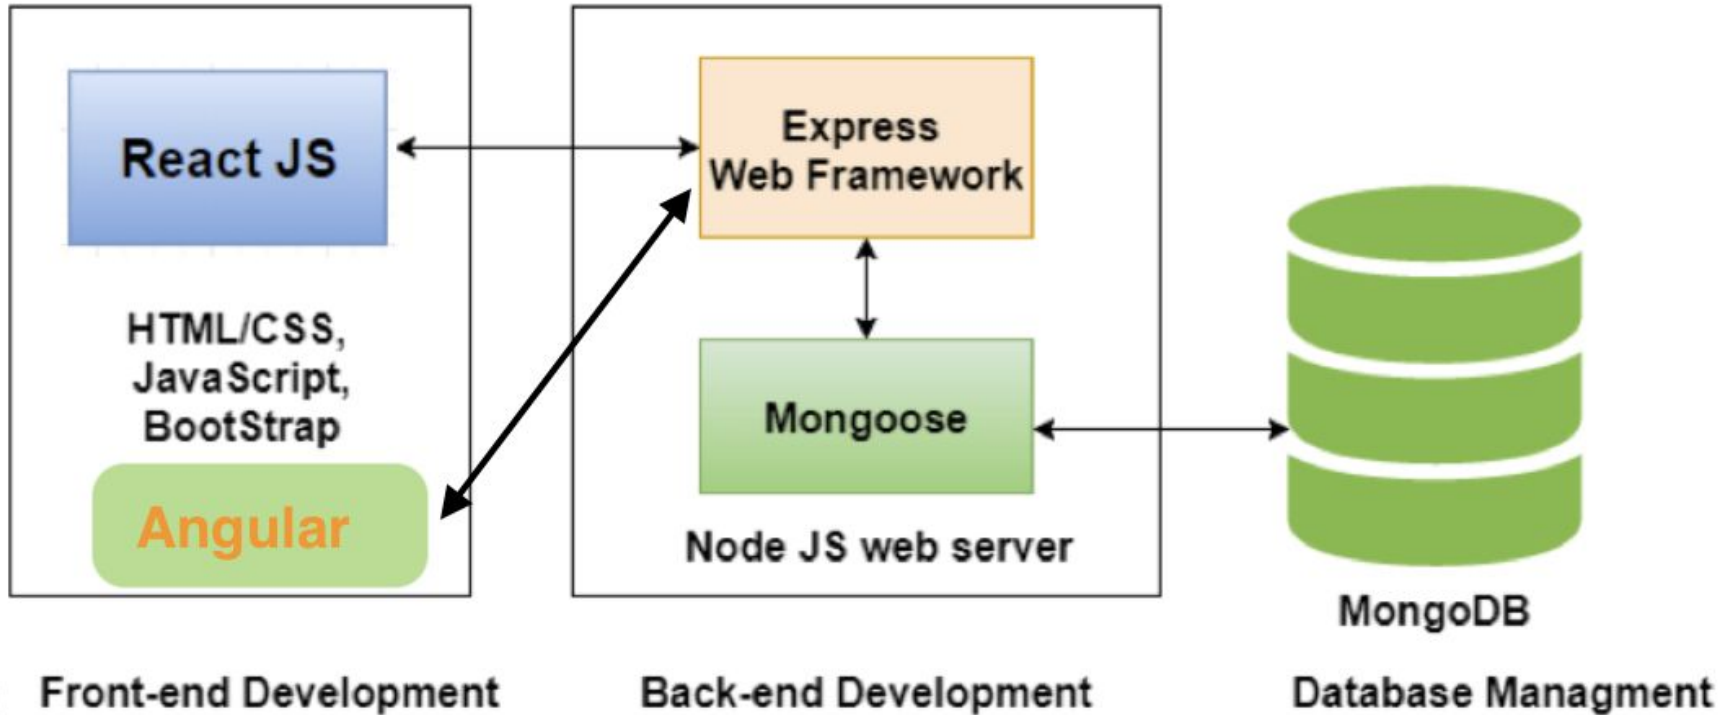 React JS
HTML/CSS,
JavaScript,
BootStrap
Angular
Front-end Development
Express
Web Framework
Mongoose
Node JS web server
Back-end Development
MongoDB
Database Managment